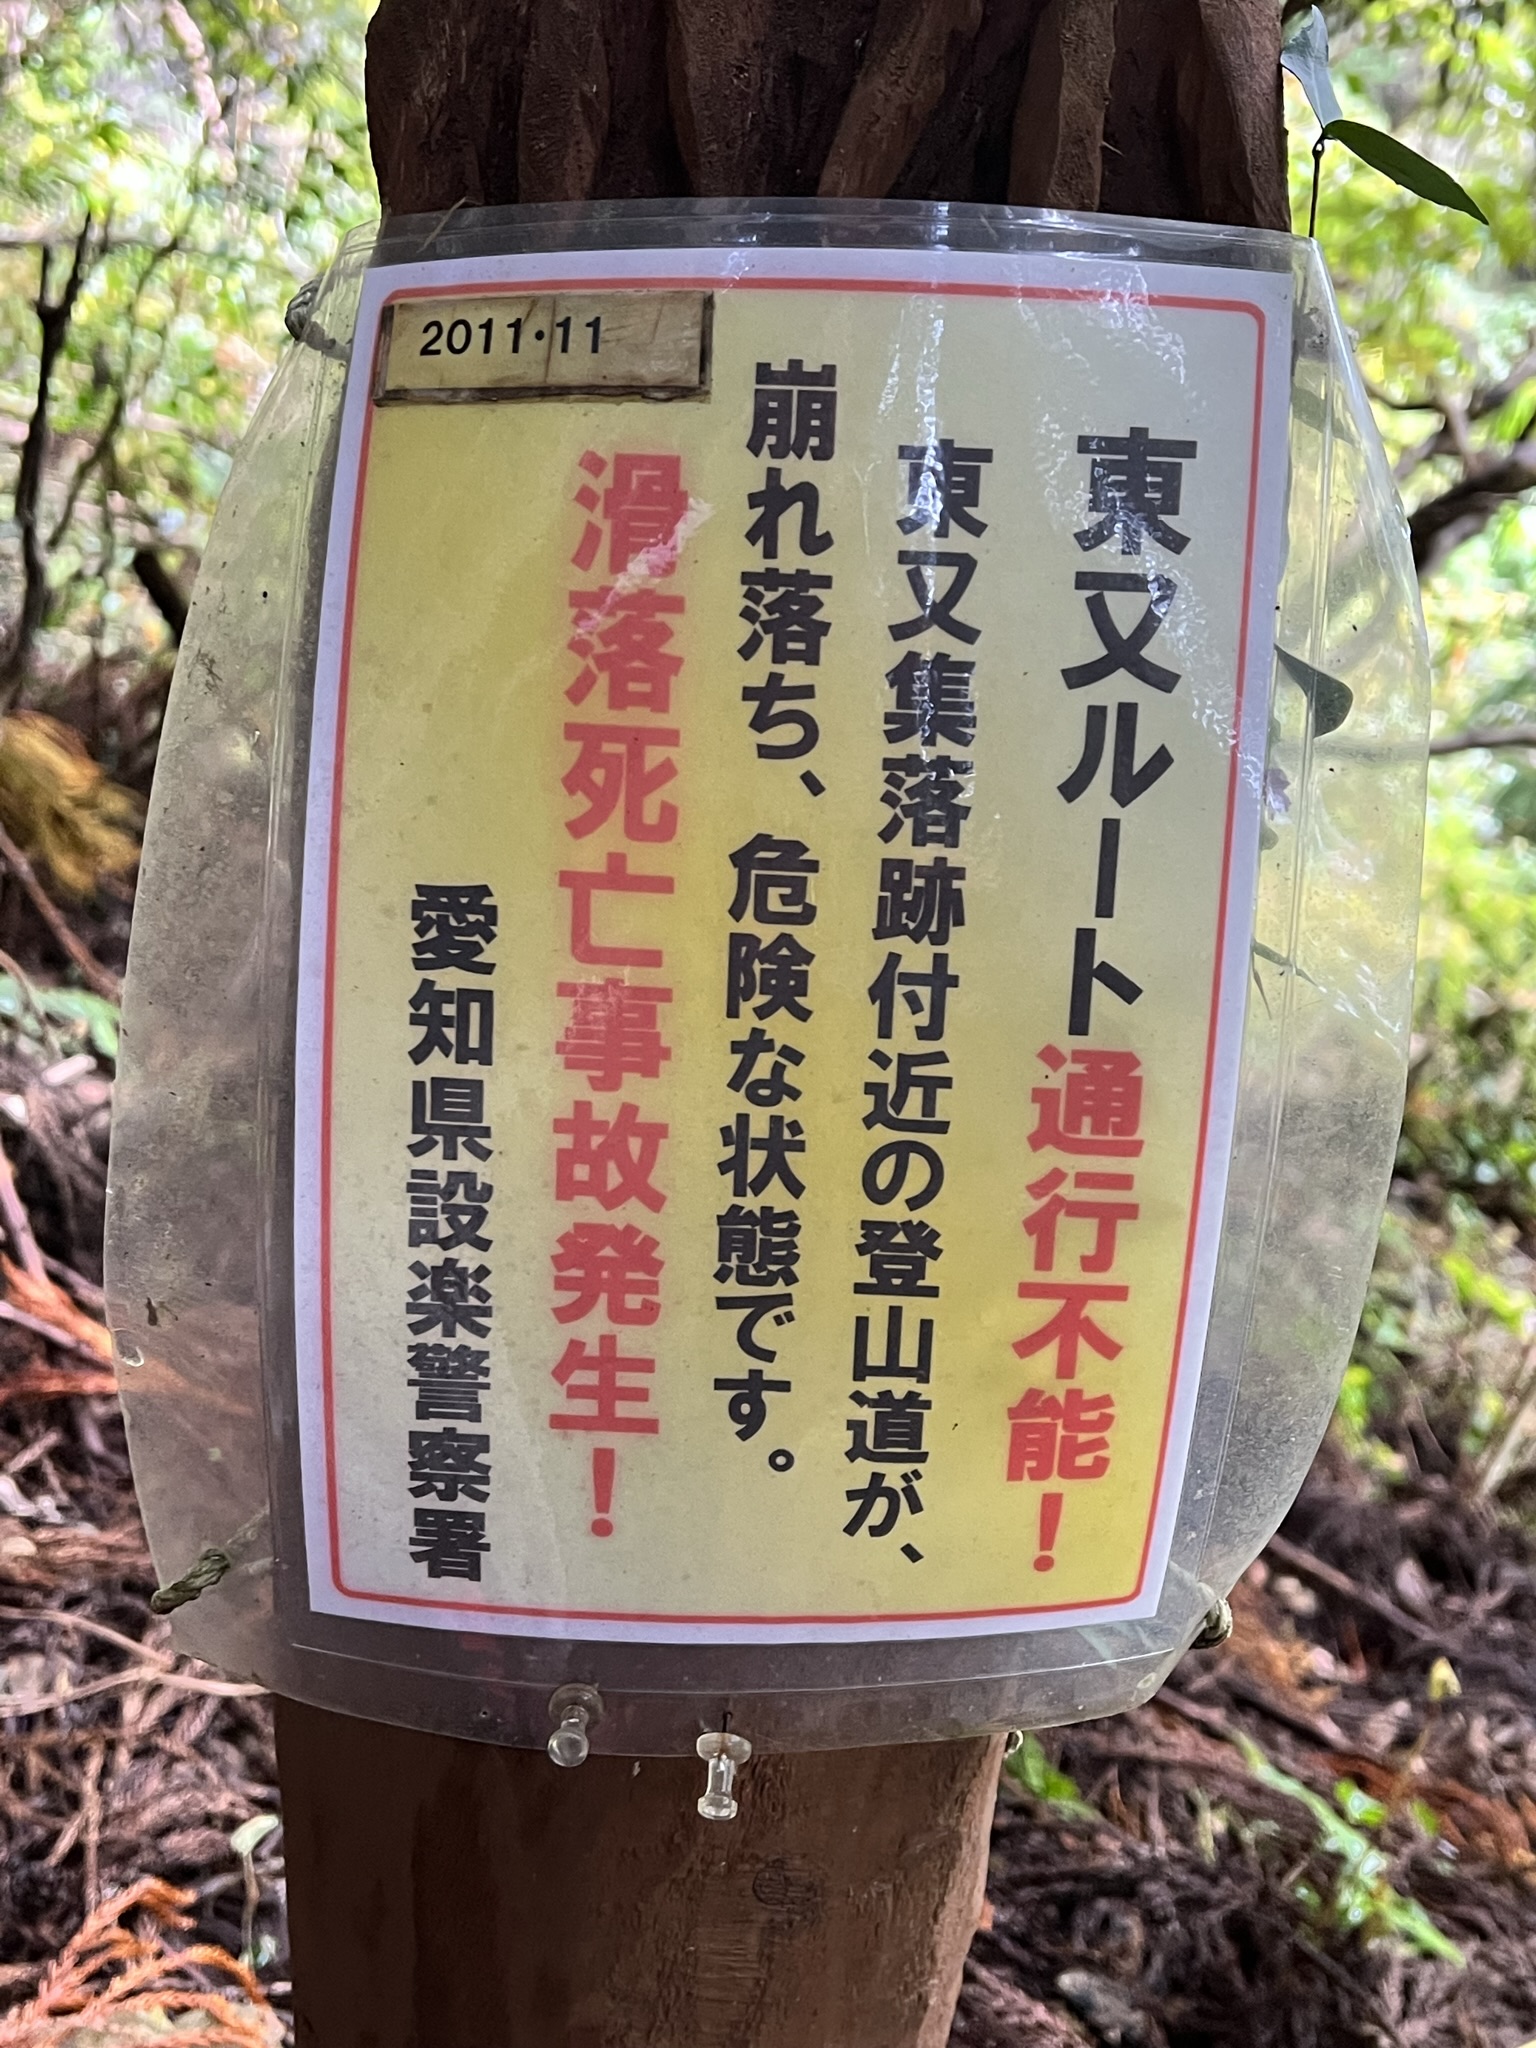 東又ルート通行不能!
東又集落跡付近の登山道が、
崩れ落ち、危険な状態です。
滑落死亡事故発生!
愛知県設楽警察署
2011・11